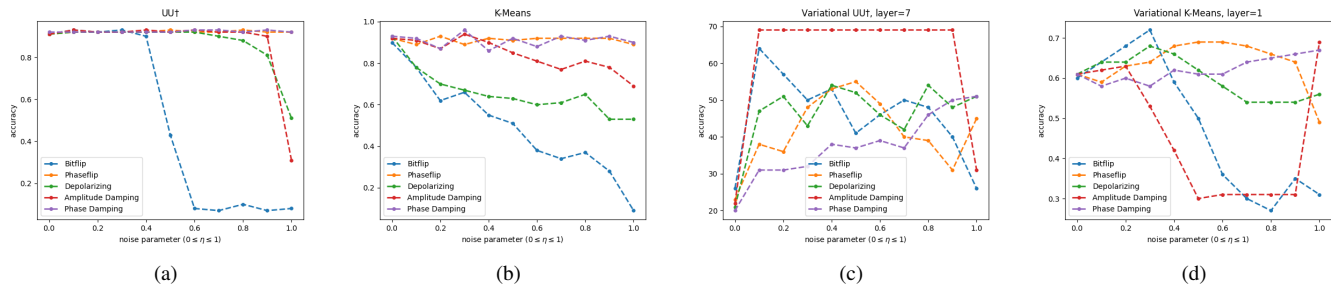 UU†
accuracy
0.8
0.6
0.4
0.2
Bitflip
Phaseflip
Depolarizing
Amplitude Damping
Phase Damping
0.0 0.2 0.4 0.6 0.8 1.0
noise parameter (0 ≤ η ≤ 1)
(a)
K-Means
accuracy
1.0
0.8
0.6
0.4
0.2
Bitflip
Phaseflip
Depolarizing
Amplitude Damping
Phase Damping
0.0 0.2 0.4 0.6 0.8 1.0
noise parameter (0 ≤ η ≤ 1)
(b)
Variational UU†, layer=7
accuracy
70
60
50
40
30
20
Bitflip
Phaseflip
Depolarizing
Amplitude Damping
Phase Damping
0.0 0.2 0.4 0.6 0.8 1.0
noise parameter (0 ≤ η ≤ 1)
(c)
Variational K-Means, layer=1
accuracy
0.7
0.6
0.5
0.4
0.3
Bitflip
Phaseflip
Depolarizing
Amplitude Damping
Phase Damping
0.0 0.2 0.4 0.6 0.8 1.0
noise parameter (0 ≤ η ≤ 1)
(d)